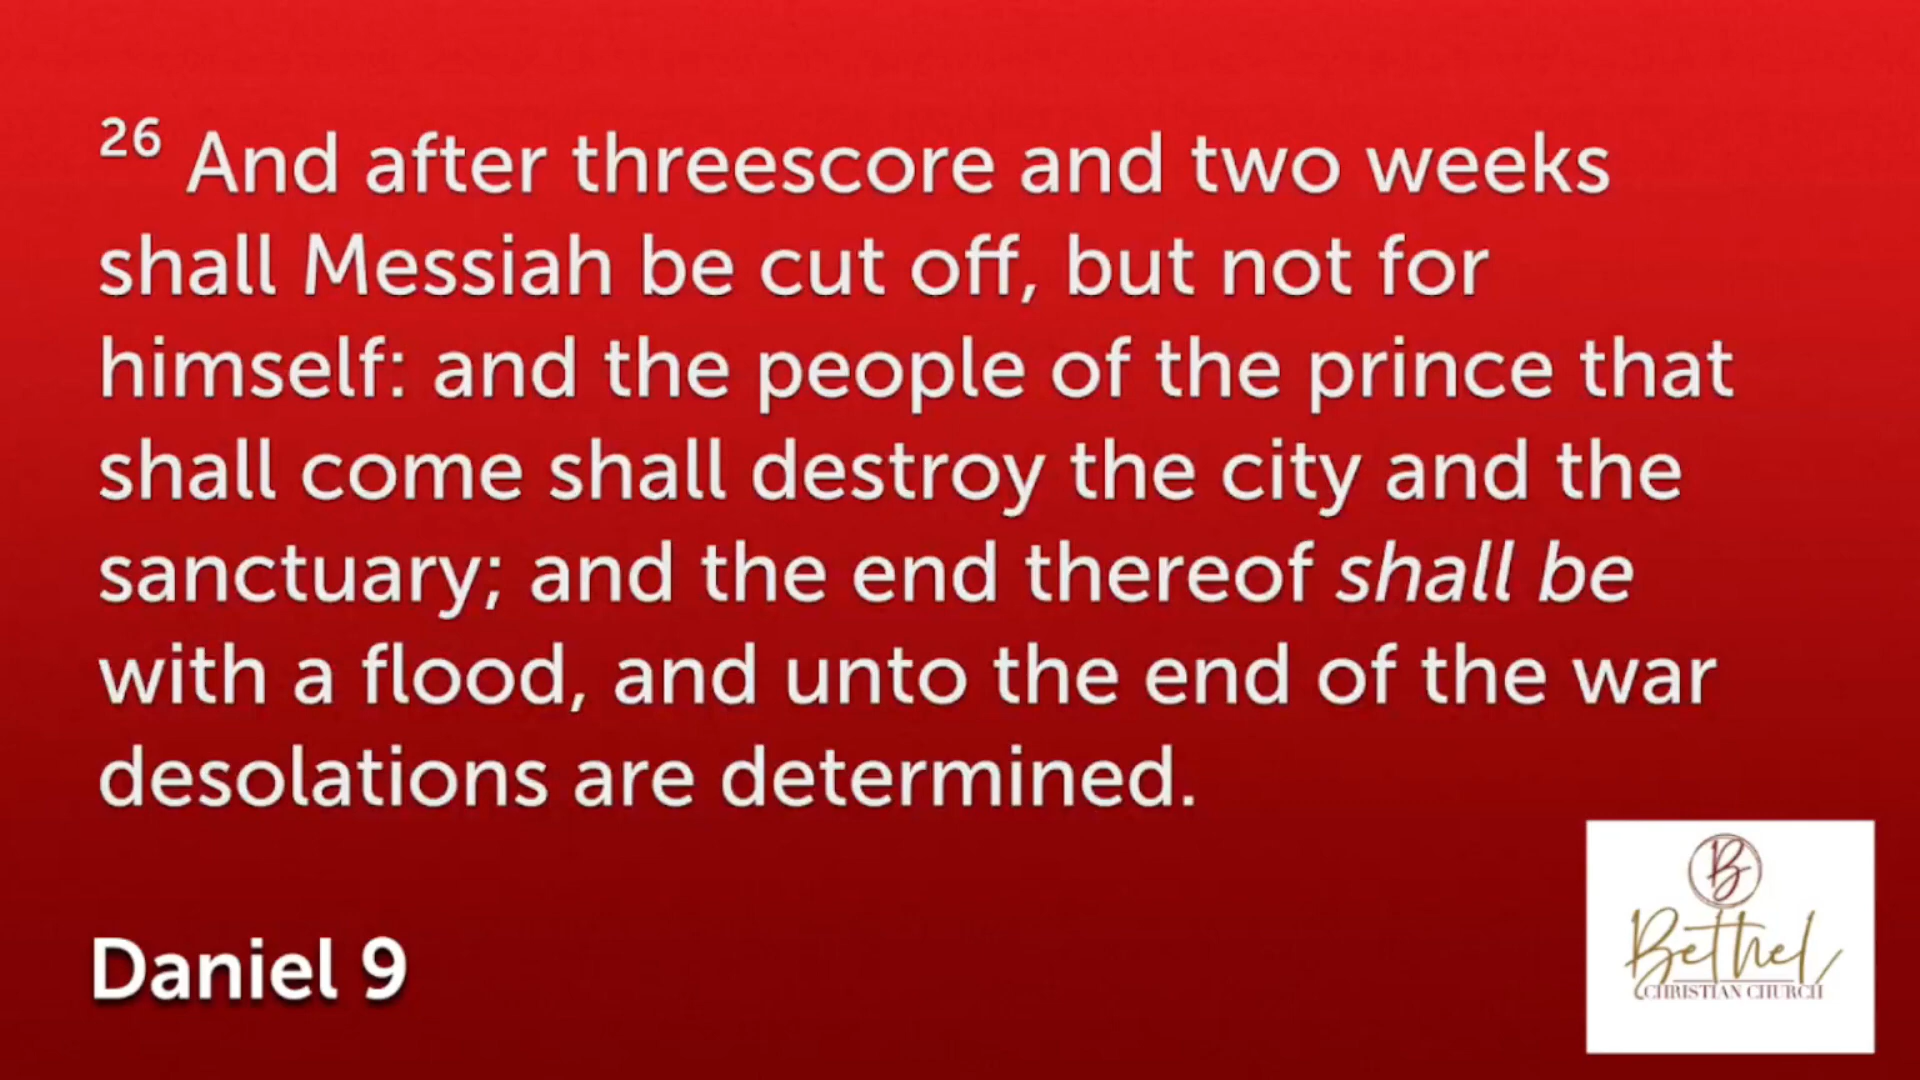 26 And after threescore and two weeks
shall Messiah be cut off, but not for
himself: and the people of the prince that
shall come shall destroy the city and the
sanctuary; and the end thereof shall be
with a flood, and unto the end of the war
desolations are determined.
Daniel 9
B
Bethel
CHRISTIAN CHURCH